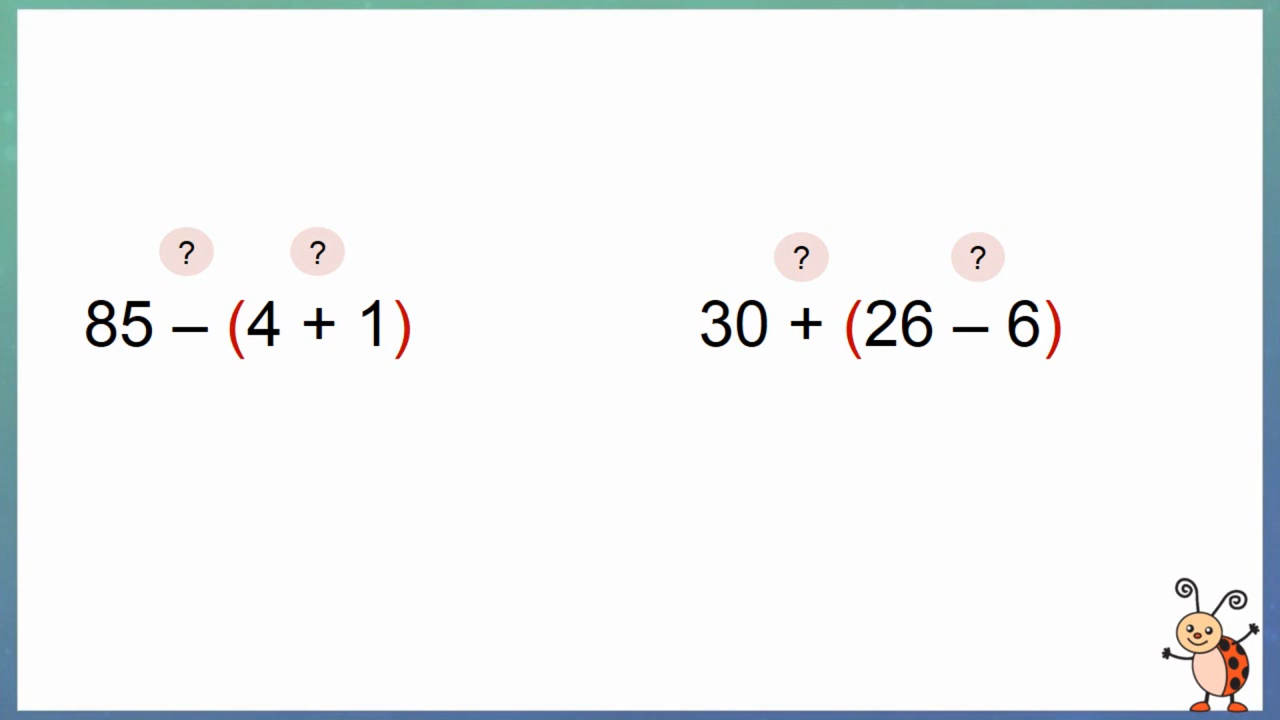 ? ?
85 – (4 + 1)
? ?
30 + (26 – 6)